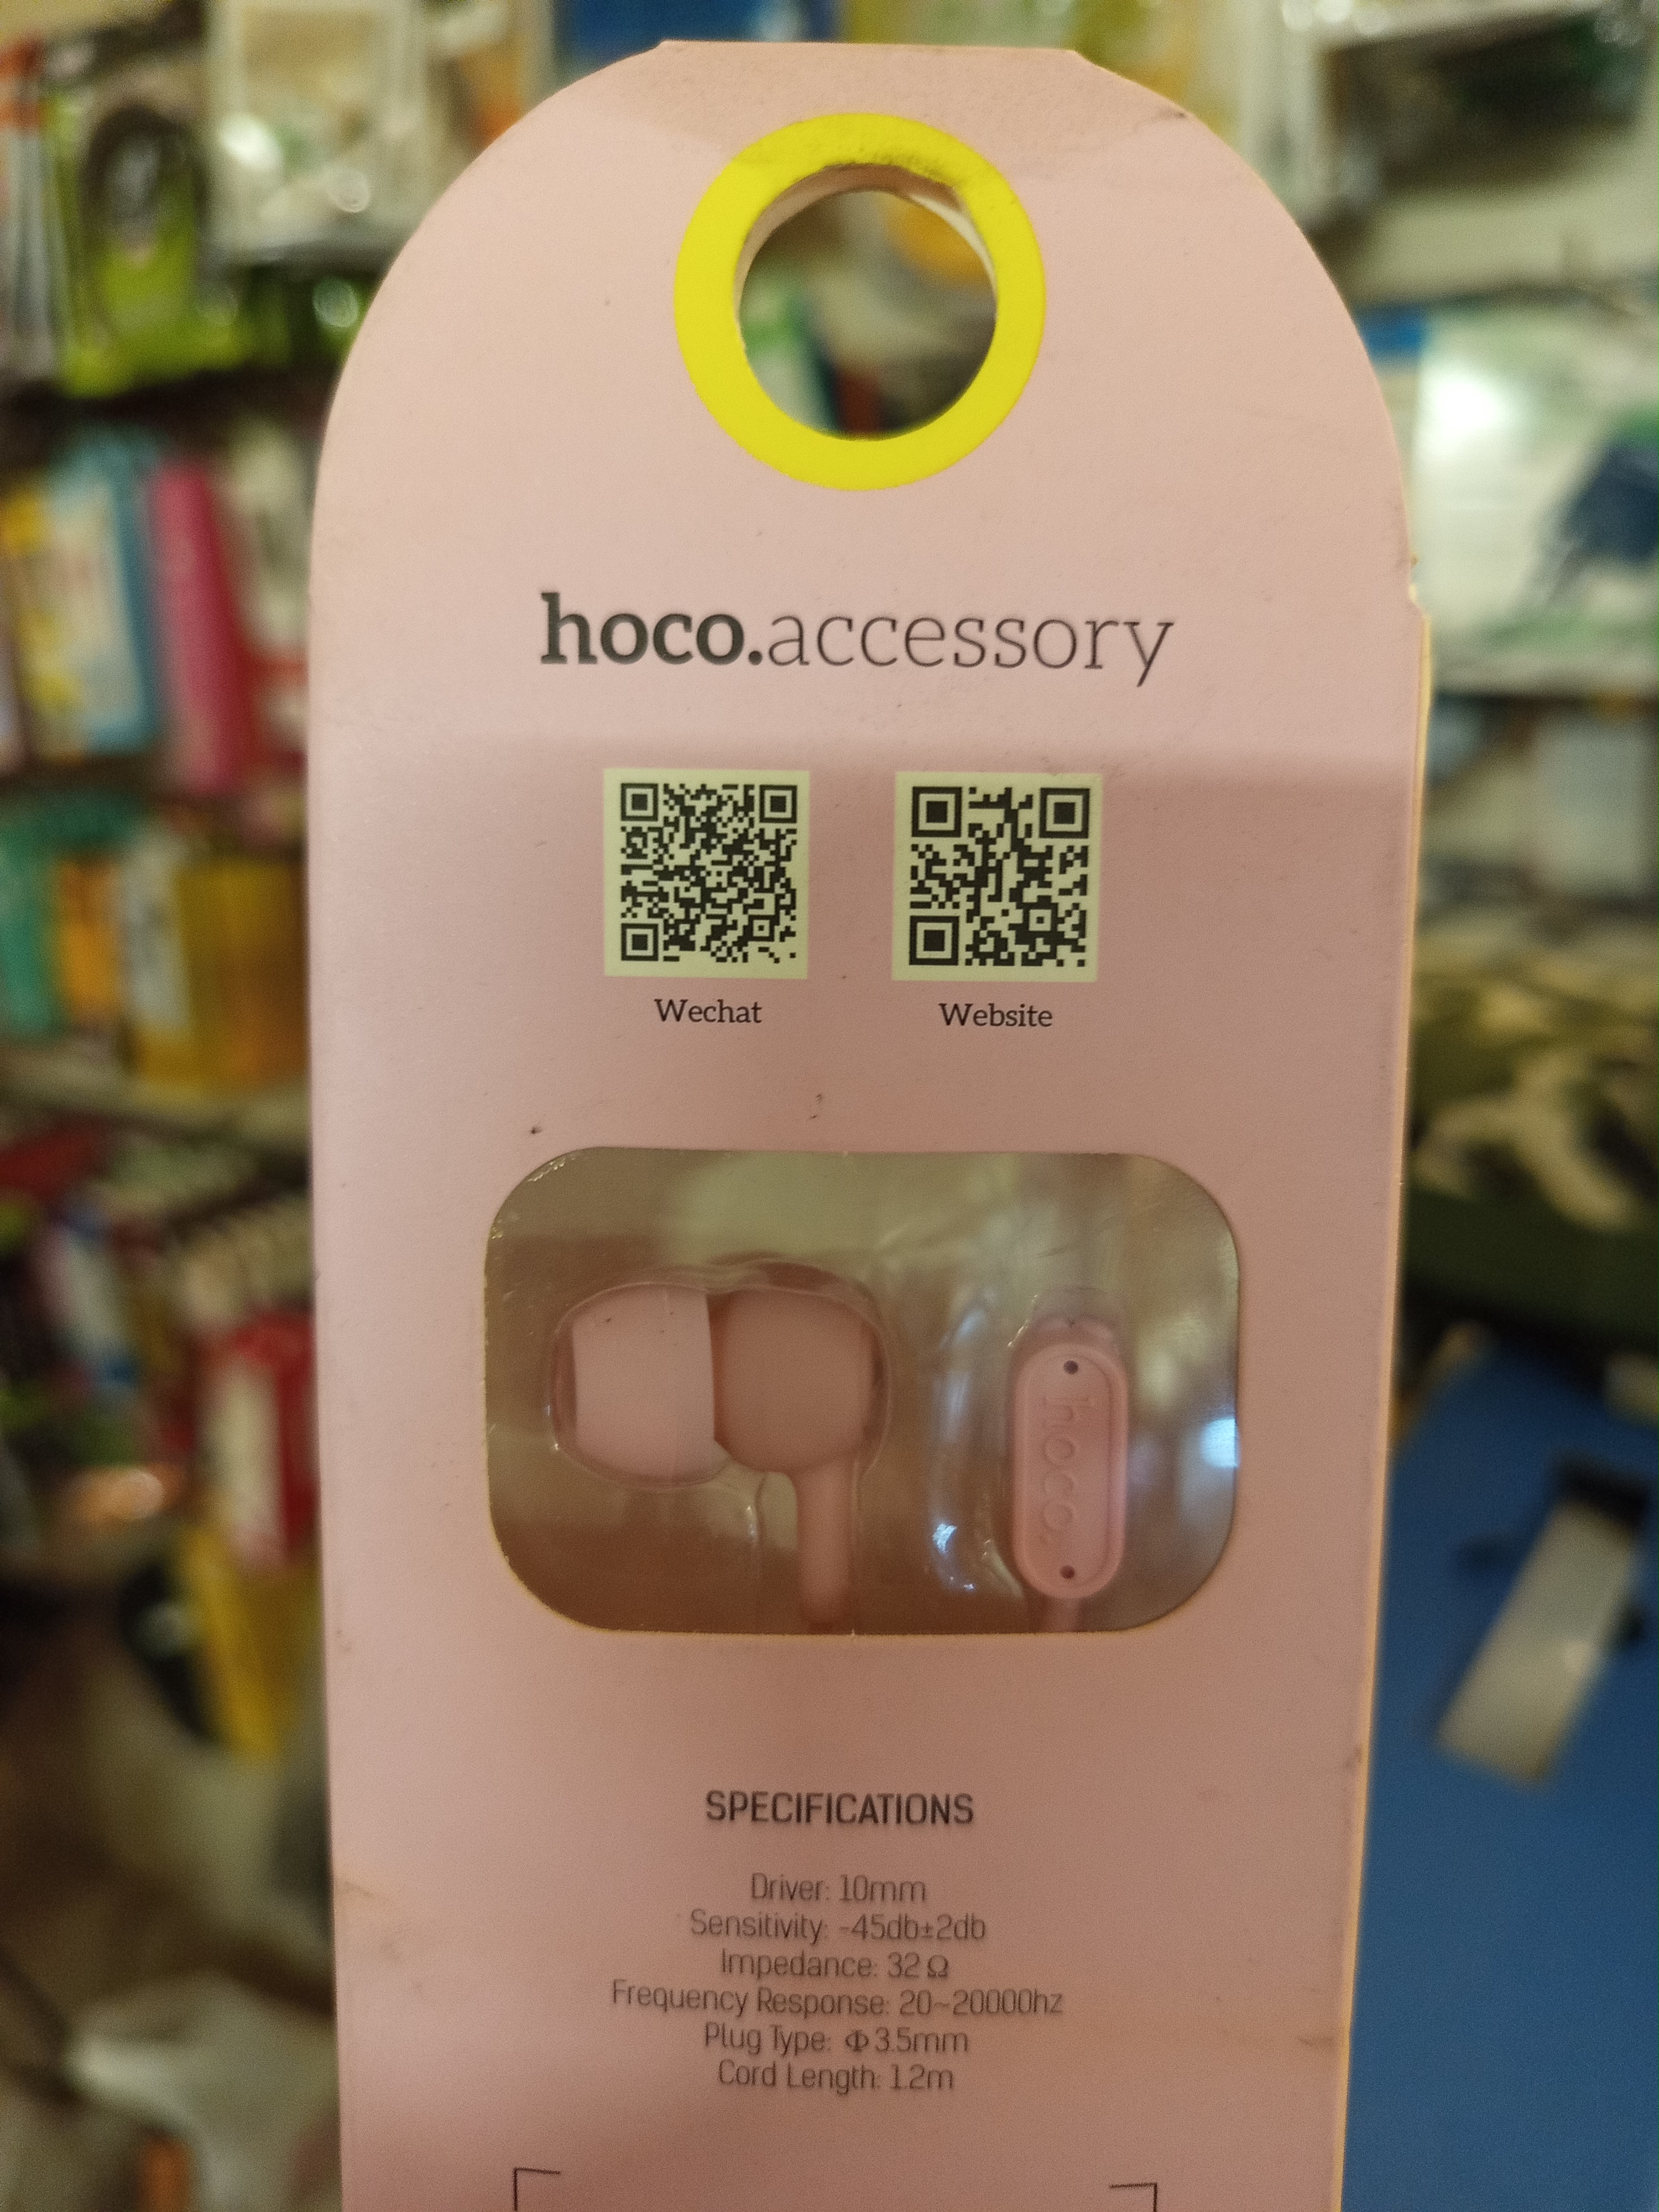 hoco.accessory
Wechat
Website
hoco.
SPECIFICATIONS
Driver: 10mm
Sensitivity: -45db±2db
Impedance: 32 Ω
Frequency Response: 20~20000hz
Plug Type: Φ3.5mm
Cord Length: 1.2m